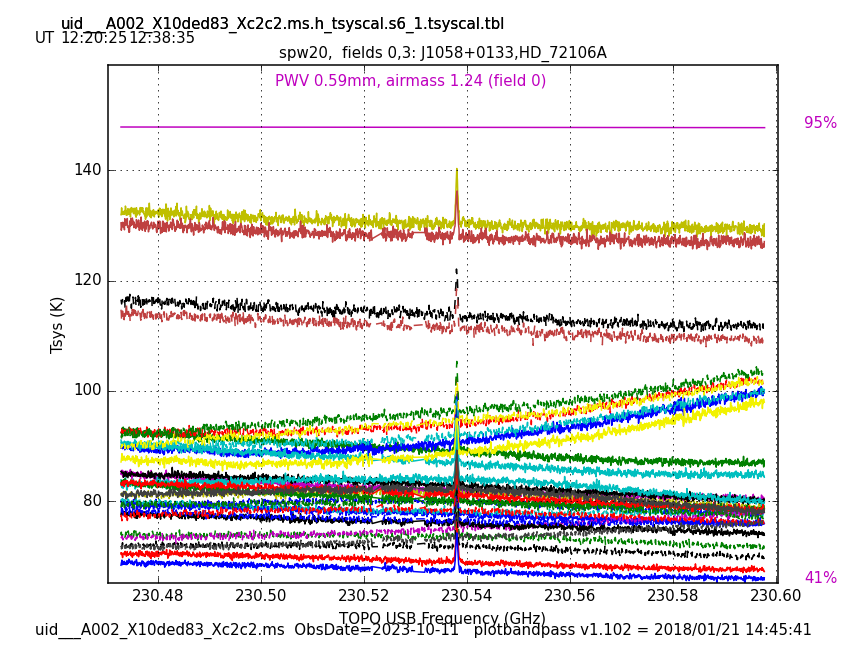 uid___A002_X10ded83_Xc2c2.ms.h_tsyscal.s6_1.tsyscal.tbl
UT 12:20:25 12:38:35
spw20,  fields 0,3: J1058+0133,HD_72106A
PWV 0.59mm, airmass 1.24 (field 0)
95%
140
120
100
80
Tsys (K)
41%
230.48 230.50 230.52 230.54 230.56 230.58 230.60
TOPO USB Frequency (GHz)
uid___A002_X10ded83_Xc2c2.ms  ObsDate=2023-10-11   plotbandpass v1.102 = 2018/01/21 14:45:41